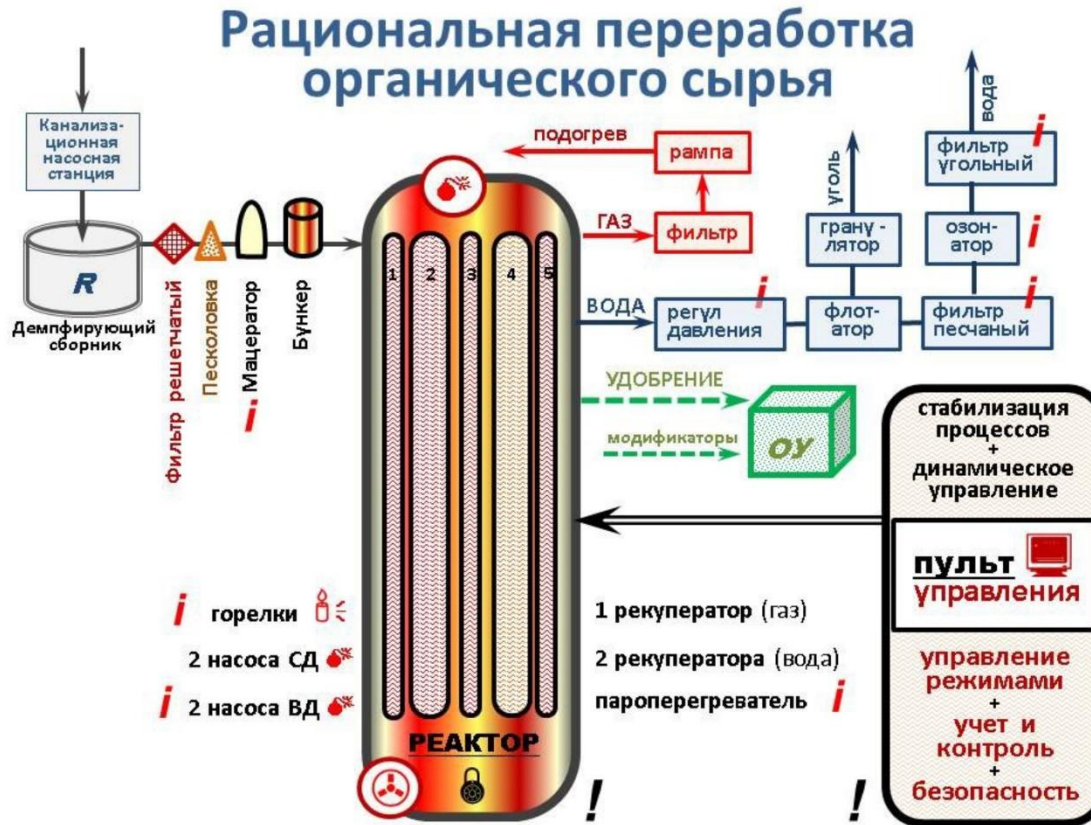 Рациональная переработка
органического сырья
Канализа-
ционная
насосная
станция
R
Демпфирующий
сборник
Фильтр решетчатый
Песколовка
Мацератор
i
Бункер
подогрев
рампа
ГАЗ
фильтр
уголь
грану -
лятор
вода
фильтр
угольный
i
озон-
атор
i
ВОДА
регул
давления
i
флот-
атор
фильтр
песчаный
i
1
2
3
4
5
УДОБРЕНИЕ
модификаторы
ОУ
стабилизация
процессов
+
динамическое
управление
пульт
управления
управление
режимами
+
учет и
контроль
+
безопасность
i горелки
2 насоса СД
i 2 насоса ВД
1 рекуператор (газ)
2 рекуператора (вода)
пароперегреватель i
РЕАКТОР
!
!